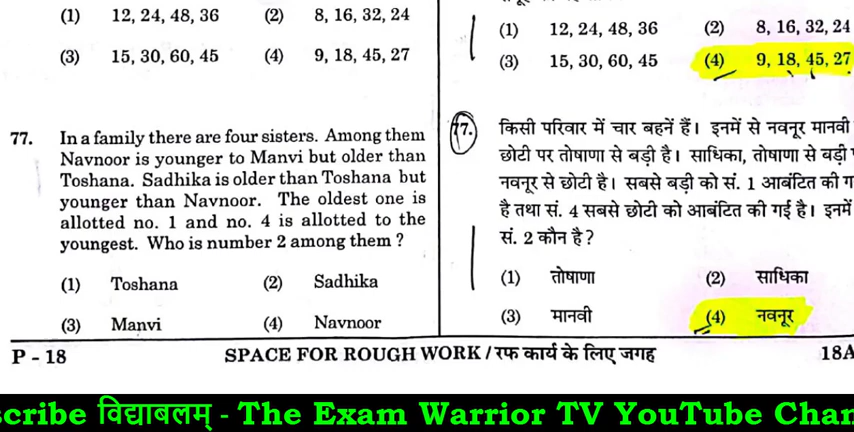 (1) 12, 24, 48, 36 (2) 8, 16, 32, 24
(3) 15, 30, 60, 45 (4) 9, 18, 45, 27
77. In a family there are four sisters. Among them
Navnoor is younger to Manvi but older than
Toshana. Sadhika is older than Toshana but
younger than Navnoor. The oldest one is
allotted no. 1 and no. 4 is allotted to the
youngest. Who is number 2 among them ?
(1) Toshana (2) Sadhika
(3) Manvi (4) Navnoor
(1) 12, 24, 48, 36 (2) 8, 16, 32, 24
(3) 15, 30, 60, 45 (4) 9, 18, 45, 27
77. किसी परिवार में चार बहनें हैं। इनमें से नवनूर मानवी
छोटी पर तोषाणा से बड़ी है। साधिका, तोषाणा से बड़ी
नवनूर से छोटी है। सबसे बड़ी को सं. 1 आबंटित की
है तथा सं. 4 सबसे छोटी को आबंटित की गई है। इनमें
सं. 2 कौन है ?
(1) तोषाणा (2) साधिका
(3) मानवी (4) नवनूर
P - 18 SPACE FOR ROUGH WORK / रफ कार्य के लिए जगह 18A
scribe विद्याबलम् - The Exam Warrior TV YouTube Chan